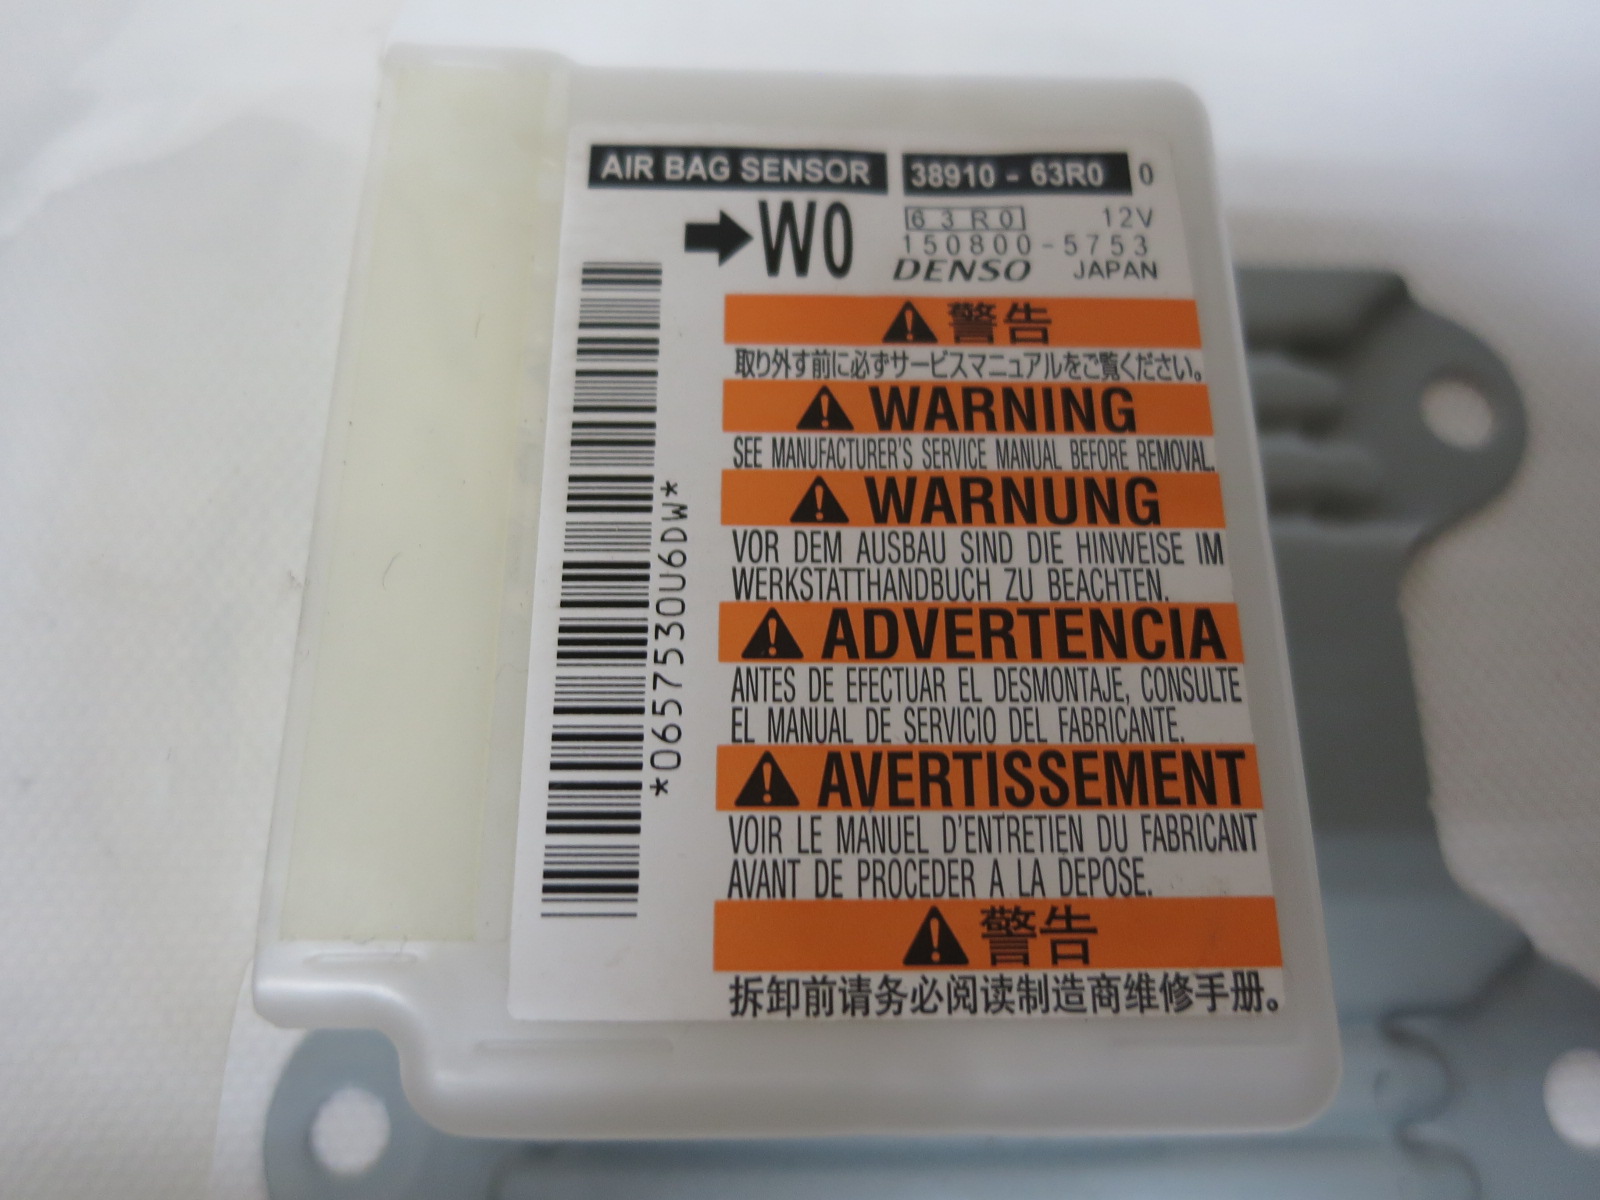 AIR BAG SENSOR 38910 - 63R0 0
➡W0
63R0 12V
150800-5753
DENSO JAPAN
*0657530U6DW*
⚠警告
取り外す前に必ずサービスマニュアルをご覧ください。
⚠WARNING
SEE MANUFACTURER'S SERVICE MANUAL BEFORE REMOVAL.
⚠WARNUNG
VOR DEM AUSBAU SIND DIE HINWEISE IM
WERKSTATTHANDBUCH ZU BEACHTEN.
⚠ADVERTENCIA
ANTES DE EFECTUAR EL DESMONTAJE, CONSULTE
EL MANUAL DE SERVICIO DEL FABRICANTE.
⚠AVERTISSEMENT
VOIR LE MANUEL D'ENTRETIEN DU FABRICANT
AVANT DE PROCEDER A LA DEPOSE.
⚠警告
拆卸前请务必阅读制造商维修手册。